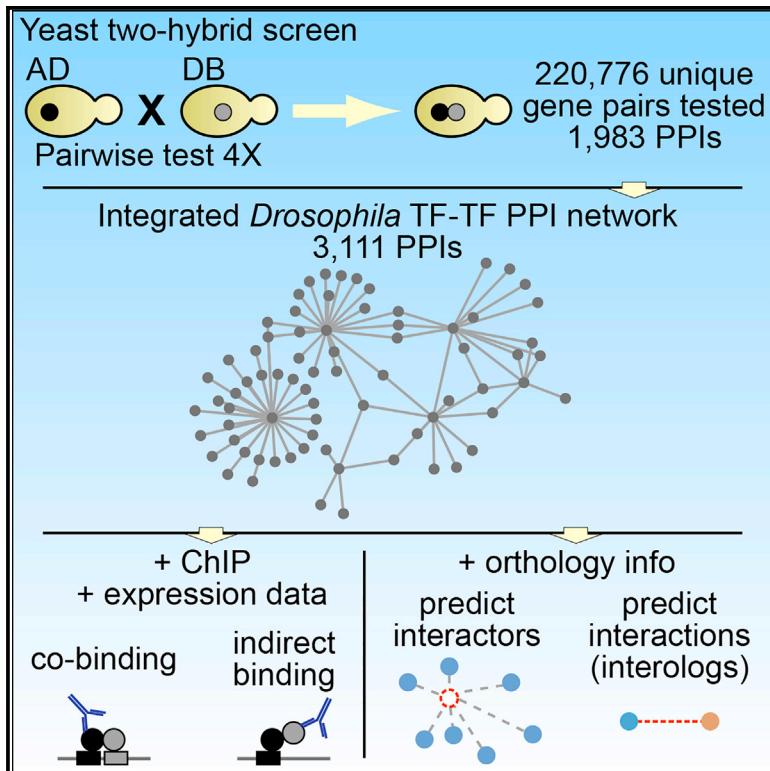 Yeast two-hybrid screen
AD
X
DB
Pairwise test 4X
220,776 unique
gene pairs tested
1,983 PPIs
Integrated Drosophila TF-TF PPI network
3,111 PPIs
+ ChIP
+ expression data
co-binding
indirect
binding
+ orthology info
predict
interactors
predict
interactions
(interologs)